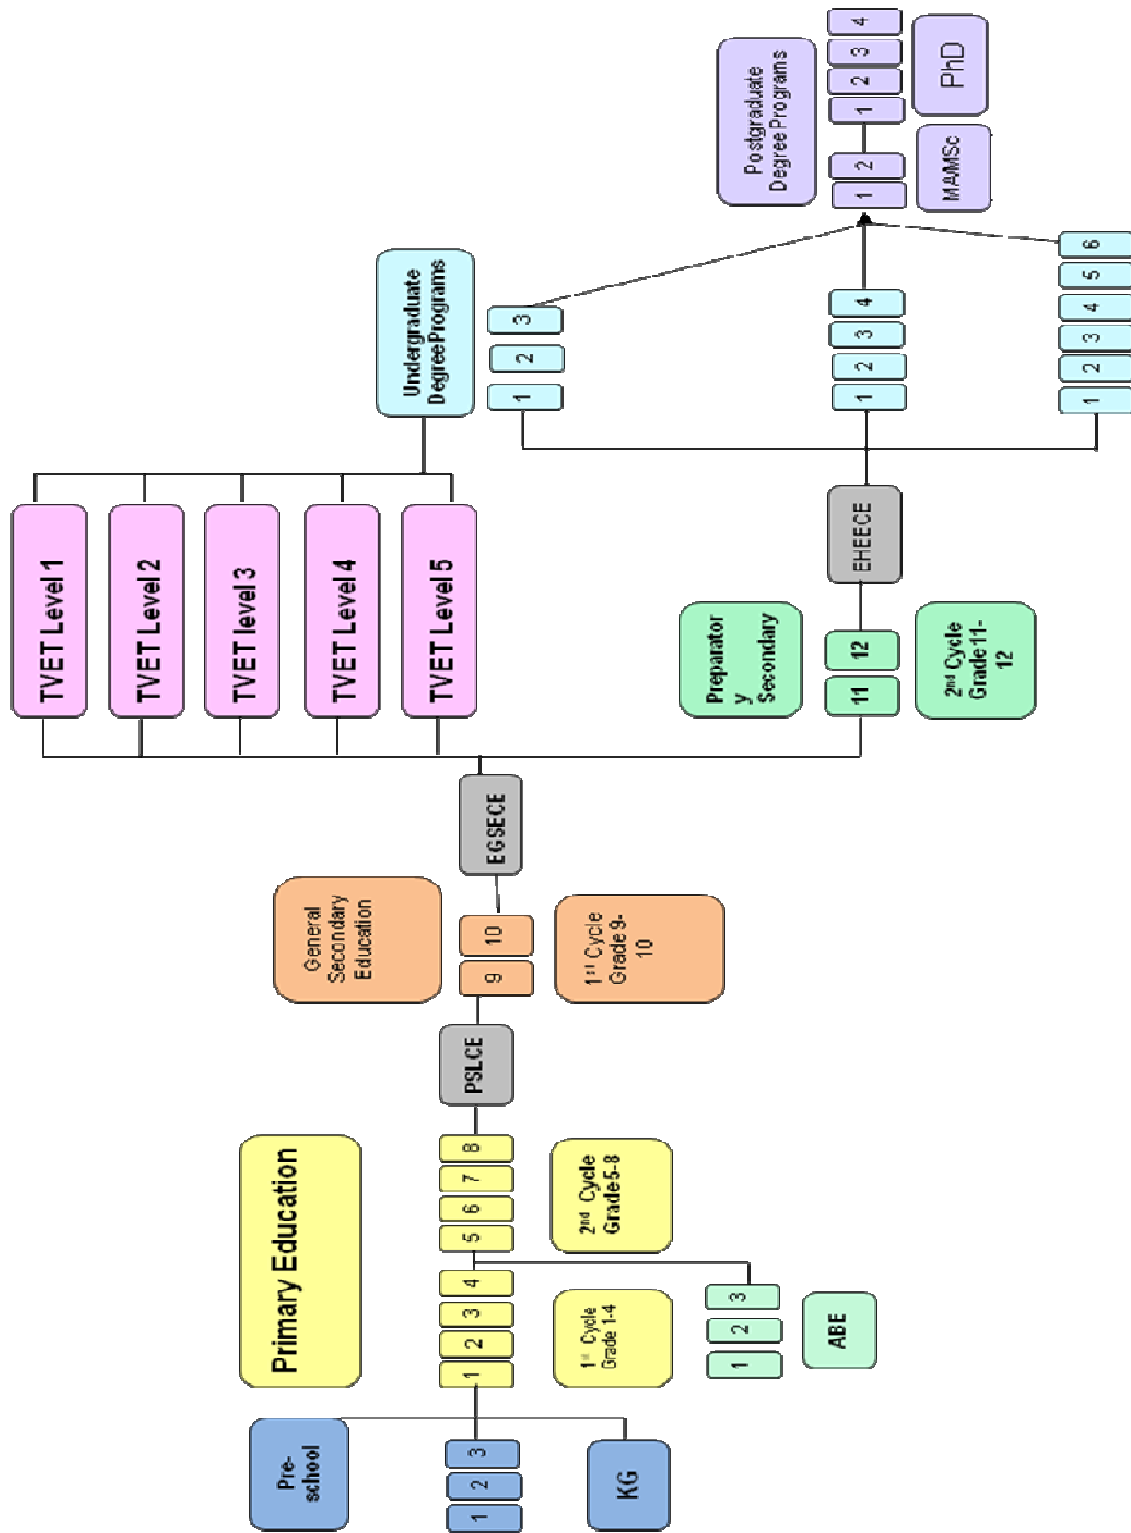 Pre-
school
1
2
3
KG
Primary Education
1
2
3
4
5
6
7
8
1st Cycle
Grade 1-4
2nd Cycle
Grade 5-8
1
2
3
ABE
PSLCE
General
Secondary
Education
9
10
1st Cycle
Grade 9-
10
EGSECE
TVET Level 1
TVET Level 2
TVET level 3
TVET Level 4
TVET Level 5
Preparator
y
Secondary
11
12
2nd Cycle
Grade 11-
12
EHEECE
Undergraduate
Degree Programs
1
2
3
1
2
3
4
1
2
3
4
5
6
Postgraduate
Degree Programs
1
2
1
2
3
4
MA/MSc
PhD